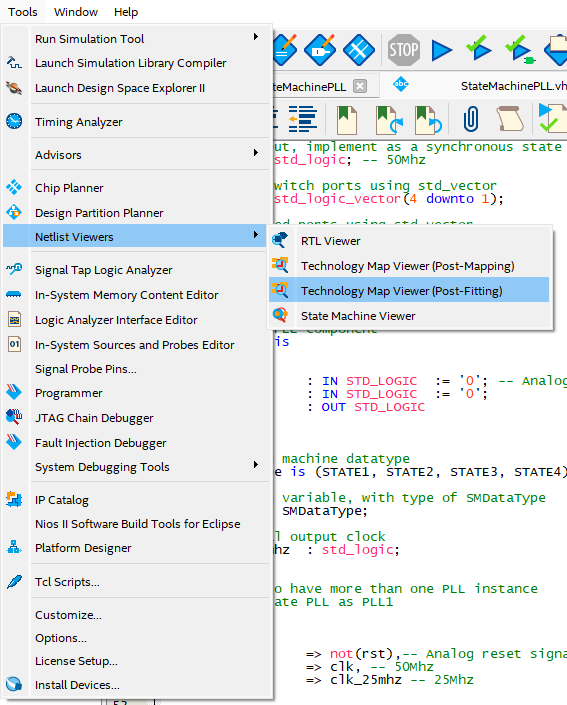 Tools Window Help
Run Simulation Tool
Launch Simulation Library Compiler
Launch Design Space Explorer II
Timing Analyzer
Advisors
Chip Planner
Design Partition Planner
Netlist Viewers
Signal Tap Logic Analyzer
In-System Memory Content Editor
Logic Analyzer Interface Editor
In-System Sources and Probes Editor
Signal Probe Pins...
Programmer
JTAG Chain Debugger
Fault Injection Debugger
System Debugging Tools
IP Catalog
Nios II Software Build Tools for Eclipse
Platform Designer
Tcl Scripts...
Customize...
Options...
License Setup...
Install Devices...
RTL Viewer
Technology Map Viewer (Post-Mapping)
Technology Map Viewer (Post-Fitting)
State Machine Viewer
STOP
teMachinePLL
abc
StateMachinePLL.vh
ut, implement as a synchronous state
std_logic; -- 50Mhz
witch ports using std_vector
std_logic_vector(4 downto 1);
is
: IN STD_LOGIC := '0'; -- Analog
: IN STD_LOGIC := '0';
: OUT STD_LOGIC
machine datatype
e is (STATE1, STATE2, STATE3, STATE4)
variable, with type of SMDataType
SMDataType;
l output clock
hz : std_logic;
o have more than one PLL instance
ate PLL as PLL1
=> not(rst),-- Analog reset signa
=> clk, -- 50Mhz
=> clk_25mhz -- 25Mhz